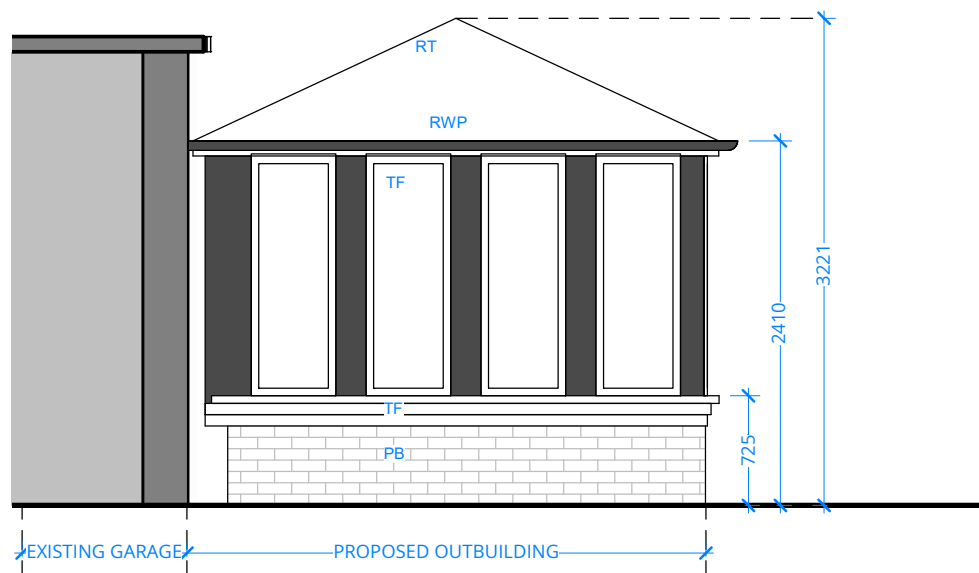 RT
RWP
TF
3221
2410
TF
725
PB
EXISTING GARAGE
PROPOSED OUTBUILDING